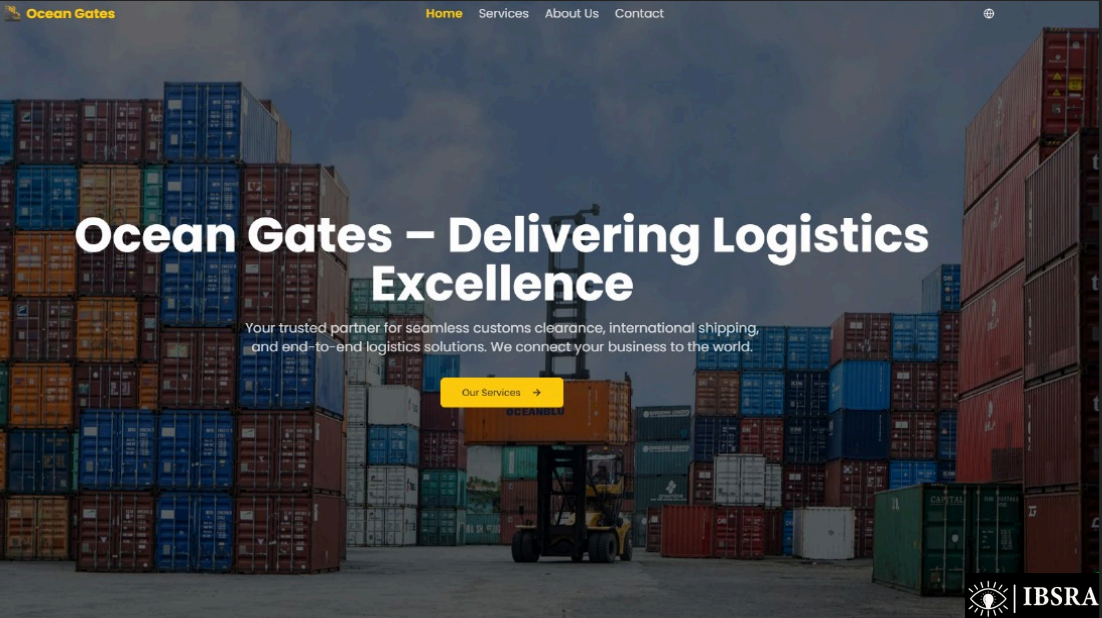 Ocean Gates
Home Services About Us Contact
Ocean Gates – Delivering Logistics
Excellence
Your trusted partner for seamless customs clearance, international shipping,
and end-to-end logistics solutions. We connect your business to the world.
Our Services →
OCEANBLU
CAPITAL
IBSRA